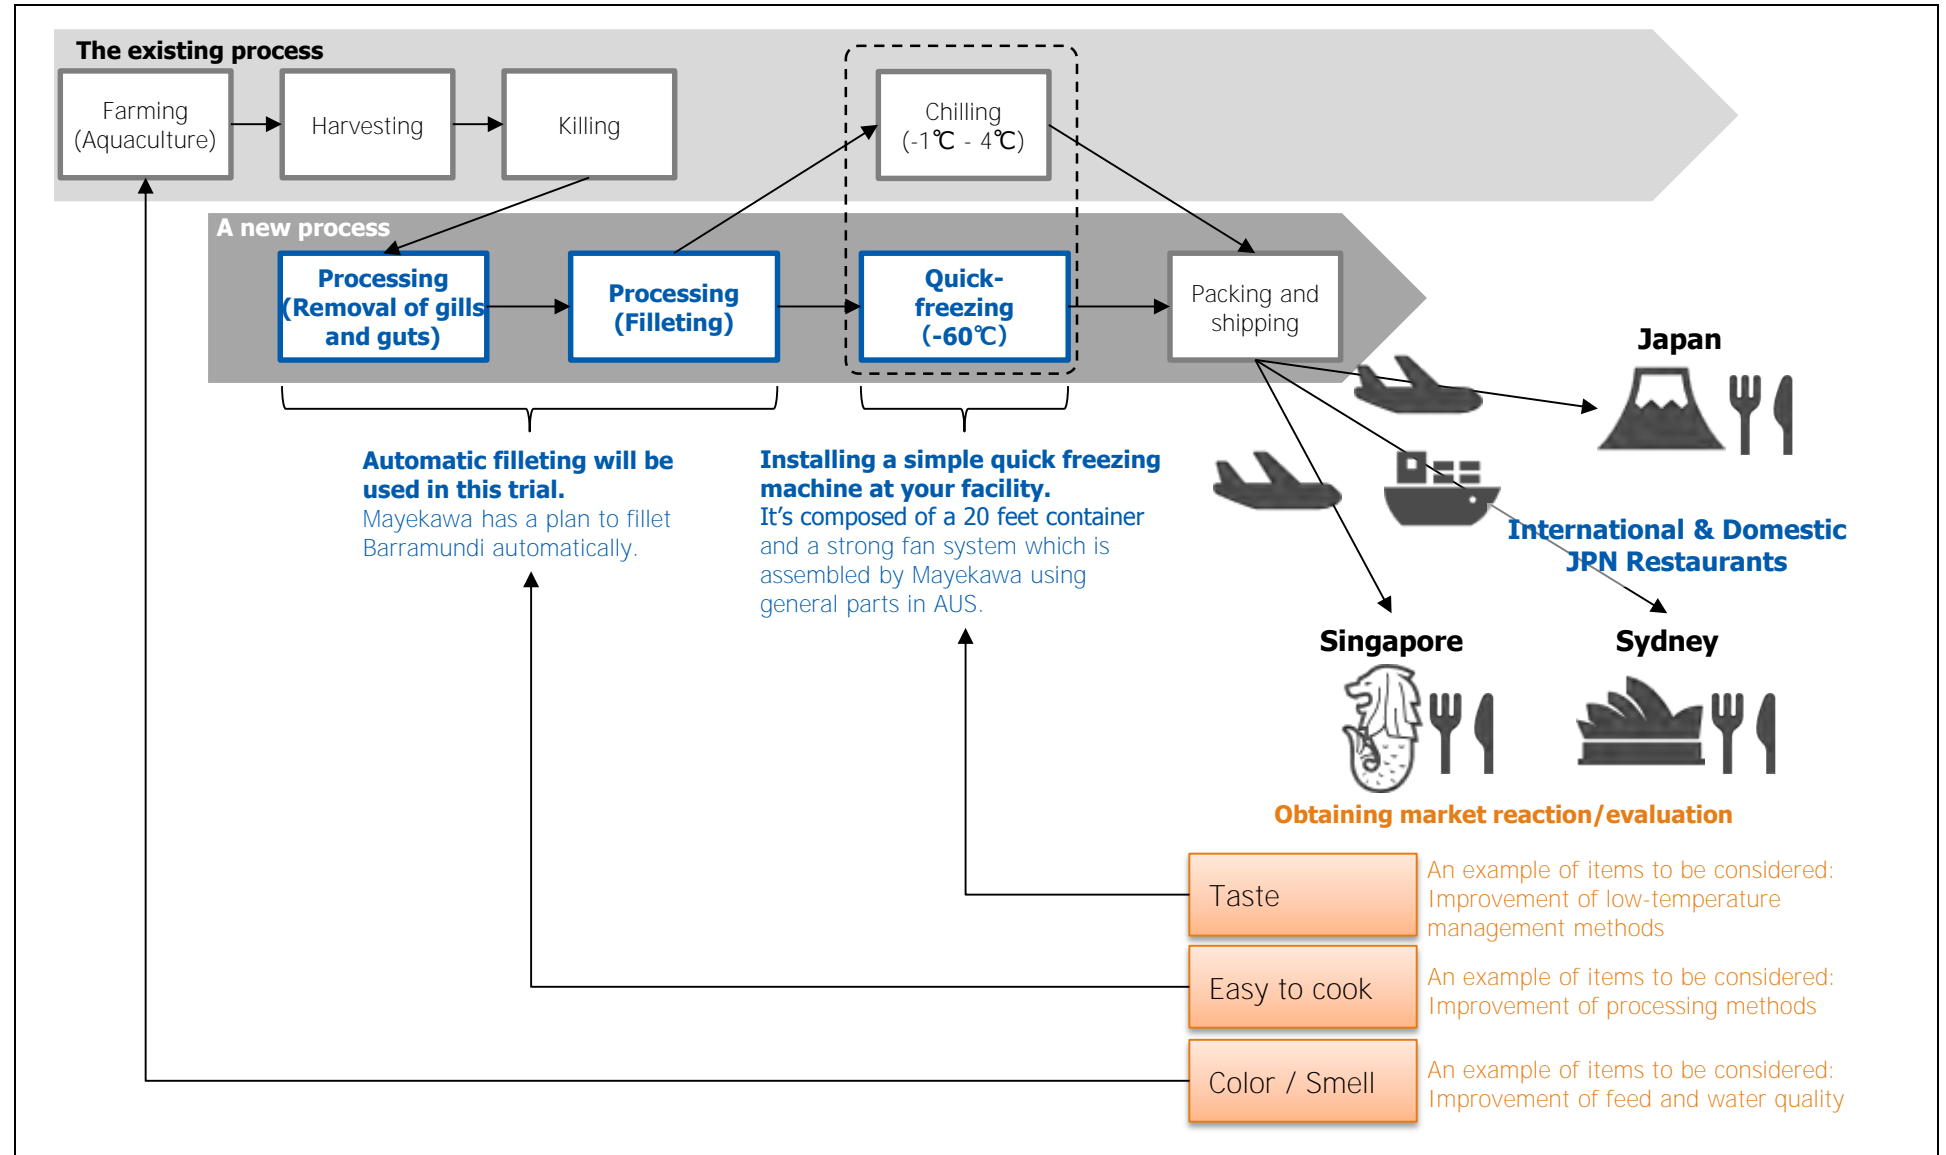 The existing process
Farming
(Aquaculture)
Harvesting
Killing
Chilling
(-1℃ - 4℃)
A new process
Processing
(Removal of gills
and guts)
Processing
(Filleting)
Quick-
freezing
(-60℃)
Packing and
shipping
Automatic filleting will be
used in this trial.
Mayekawa has a plan to fillet
Barramundi automatically.
Installing a simple quick freezing
machine at your facility.
It’s composed of a 20 feet container
and a strong fan system which is
assembled by Mayekawa using
general parts in AUS.
Japan
International & Domestic
JPN Restaurants
Singapore
Sydney
Obtaining market reaction/evaluation
Taste
An example of items to be considered:
Improvement of low-temperature
management methods
Easy to cook
An example of items to be considered:
Improvement of processing methods
Color / Smell
An example of items to be considered:
Improvement of feed and water quality